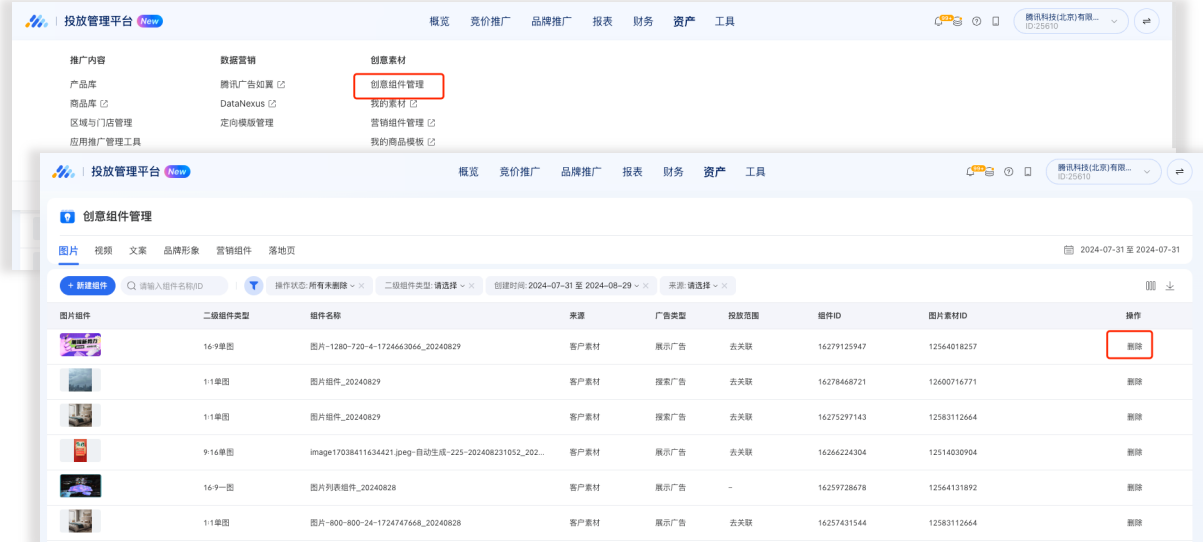 投放管理平台 New 概览 竞价推广 品牌推广 报表 财务 资产 工具 99+ 腾讯科技(北京)有限... ID:25610
推广内容 数据营销 创意素材
产品库 腾讯广告如翼 创意组件管理
商品库 DataNexus 我的素材
区域与门店管理 定向模版管理 营销组件管理
应用推广管理工具 我的商品模板
投放管理平台 New 概览 竞价推广 品牌推广 报表 财务 资产 工具 99+ 腾讯科技(北京)有限... ID:25610
创意组件管理
图片 视频 文案 品牌形象 营销组件 落地页 2024-07-31 至 2024-07-31
+ 新建组件 请输入组件名称/ID 操作状态: 所有未删除 二级组件类型: 请选择 创建时间: 2024-07-31 至 2024-08-29 来源: 请选择
图片组件 二级组件类型 组件名称 来源 广告类型 投放范围 组件ID 图片素材ID 操作
16:9单图 图片-1280-720-4-1724663066_20240829 客户素材 展示广告 去关联 16279125947 12564018257 删除
1:1单图 图片组件_20240829 客户素材 搜索广告 去关联 16278468721 12600716771 删除
1:1单图 图片组件_20240829 客户素材 搜索广告 去关联 16275297143 12583112664 删除
9:16单图 image17038411634421.jpeg-自动生成-225-202408231052_202... 客户素材 展示广告 去关联 16266224304 12514030904 删除
16:9一图 图片列表组件_20240828 客户素材 展示广告 - 16259728678 12564131892 删除
1:1单图 图片-800-800-24-1724747668_20240828 客户素材 展示广告 去关联 16257431544 12583112664 删除